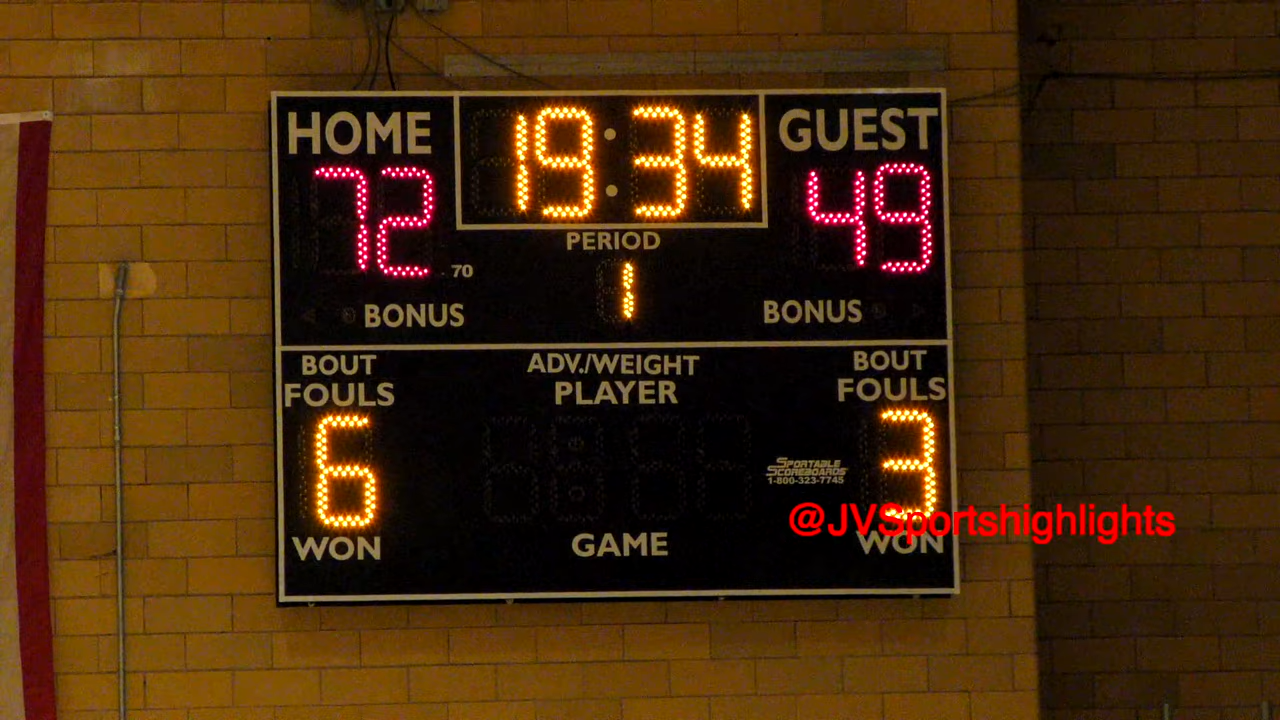 HOME 19:34 GUEST
72 49
PERIOD
1
70
BONUS BONUS
BOUT ADV./WEIGHT BOUT
FOULS PLAYER FOULS
6 3
SPORTABLE
SCOREBOARDS
1-800-323-7745
@JVSportshighlights
WON GAME WON